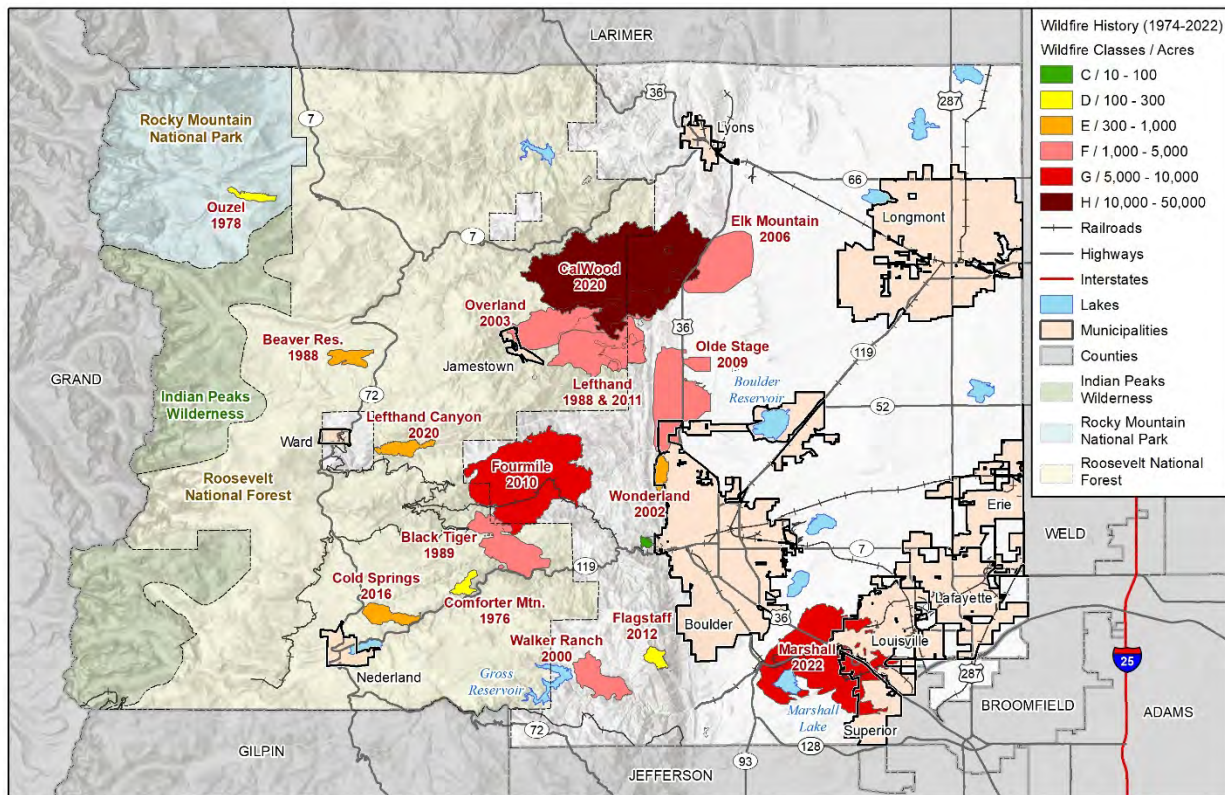 LARIMER
Rocky Mountain
National Park
7
36
287
Lyons
66
Ouzel
1978
Longmont
Elk Mountain
2006
7
CalWood
2020
Overland
2003
36
Beaver Res.
1988
Olde Stage
2009
119
Jamestown
GRAND
Lefthand
1988 & 2011
Boulder
Reservoir
72
52
Indian Peaks
Wilderness
Lefthand Canyon
2020
Ward
Fourmile
2010
Roosevelt
National Forest
Wonderland
2002
Erie
WELD
Black Tiger
1989
7
119
Cold Springs
2016
Comforter Mtn.
1976
Lafayette
Flagstaff
2012
Boulder
36
Louisville
Walker Ranch
2000
Marshall
2022
25
Gross
Reservoir
Nederland
287
BROOMFIELD
ADAMS
Marshall
Lake
Superior
72
128
GILPIN
93
JEFFERSON
Wildfire History (1974-2022)
Wildfire Classes / Acres
C / 10 - 100
D / 100 - 300
E / 300 - 1,000
F / 1,000 - 5,000
G / 5,000 - 10,000
H / 10,000 - 50,000
Railroads
Highways
Interstates
Lakes
Municipalities
Counties
Indian Peaks
Wilderness
Rocky Mountain
National Park
Roosevelt National
Forest